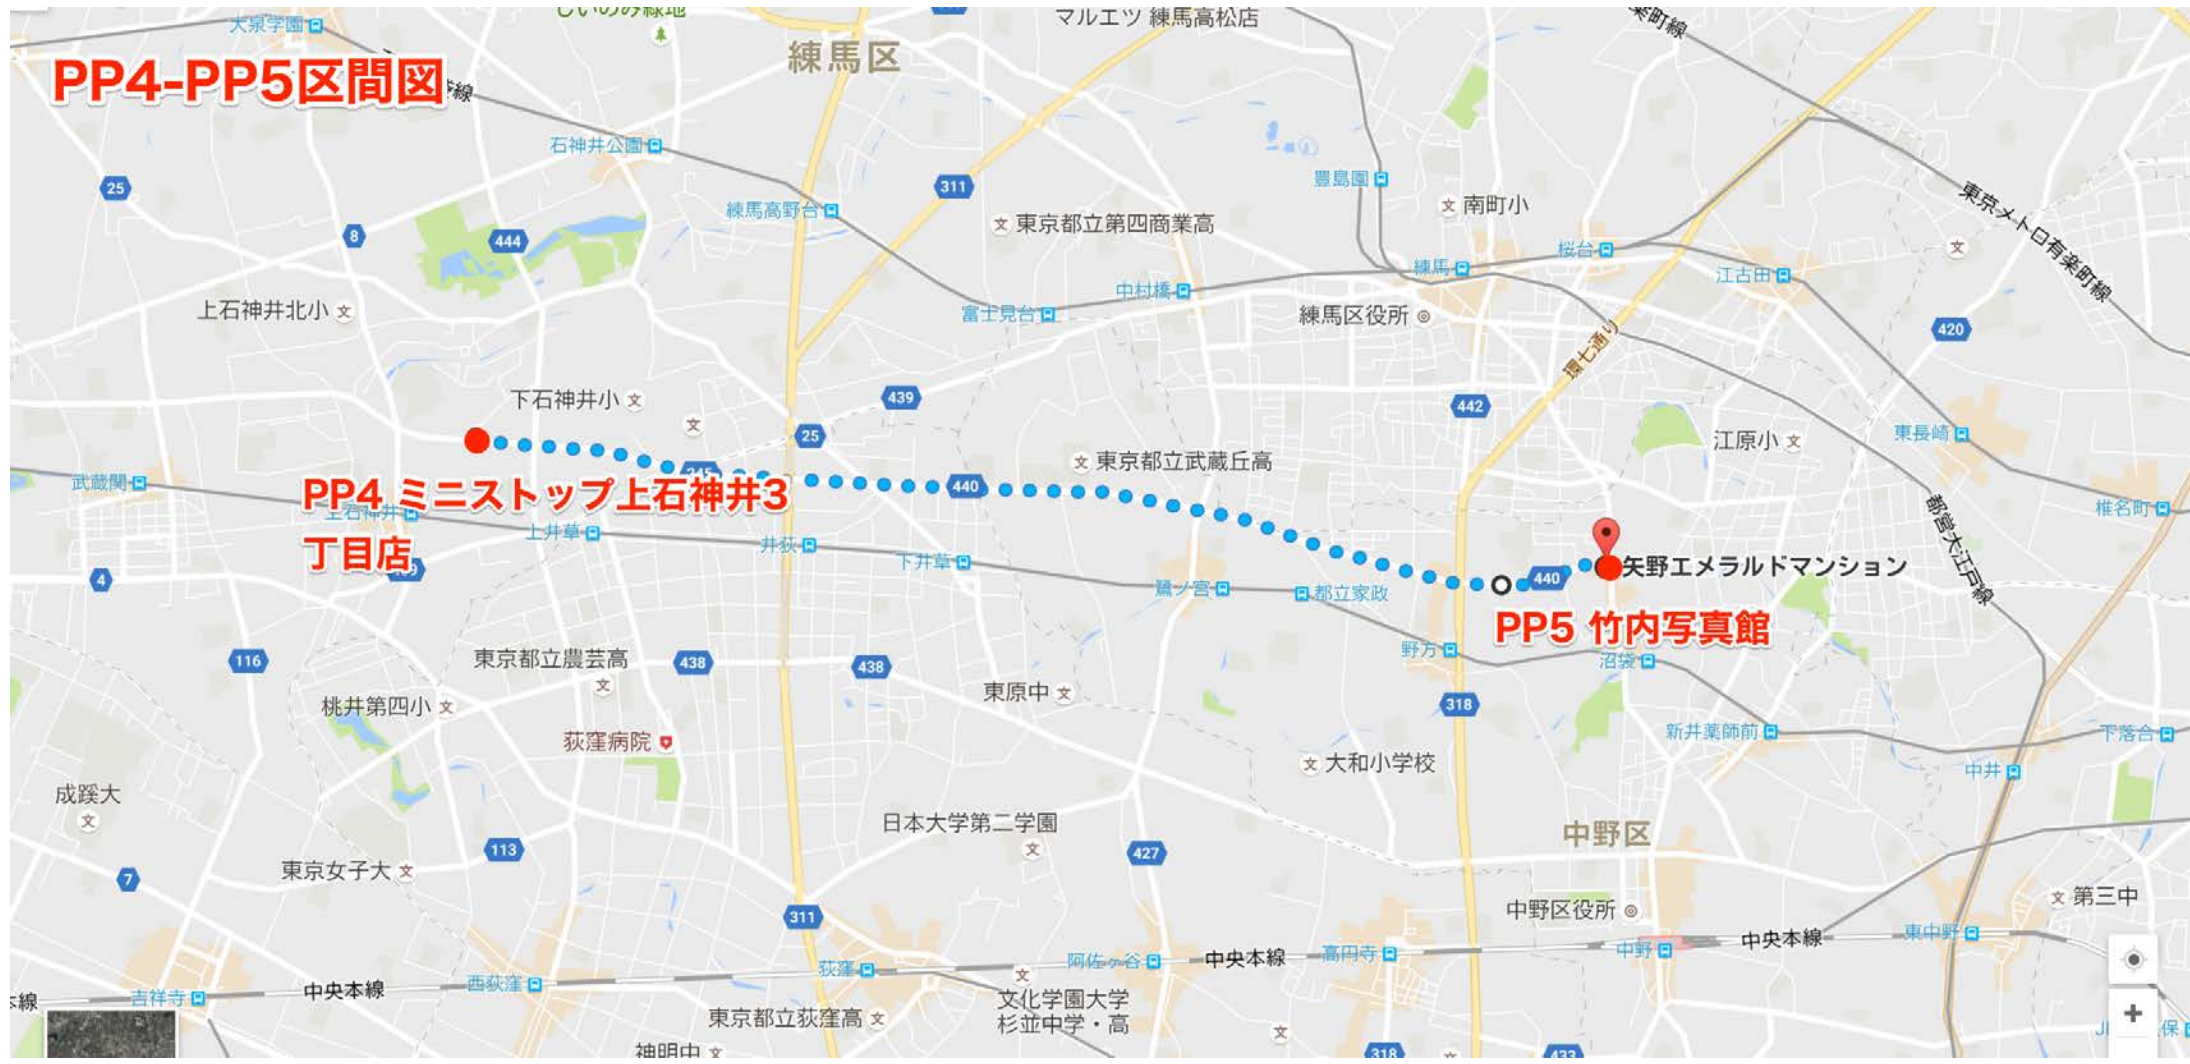 大泉学園
マルエツ 練馬高松店
練馬区
PP4-PP5区間図
石神井公園
25
311
豊島園
南町小
練馬高野台
東京都立第四商業高
8
444
東京メトロ有楽町線
桜台
練馬
江古田
上石神井北小
富士見台
中村橋
練馬区役所
420
環七通り
下石神井小
439
442
25
江原小
東長崎
東京都立武蔵丘高
武蔵関
440
PP4 ミニストップ上石神井3
丁目店
上石神井
上井草
井荻
下井草
都営大江戸線
椎名町
矢野エメラルドマンション
440
4
鷺ノ宮
都立家政
PP5 竹内写真館
野方
沼袋
116
東京都立農芸高
438
438
東原中
318
桃井第四小
荻窪病院
新井薬師前
下落合
大和小学校
中井
成蹊大
日本大学第二学園
中野区
113
427
東京女子大
7
311
中野区役所
第三中
中央本線
東中野
高円寺
中野
阿佐ヶ谷
中央本線
荻窪
西荻窪
中央本線
吉祥寺
本線
文化学園大学
杉並中学・高
東京都立荻窪高
神明中
318
433